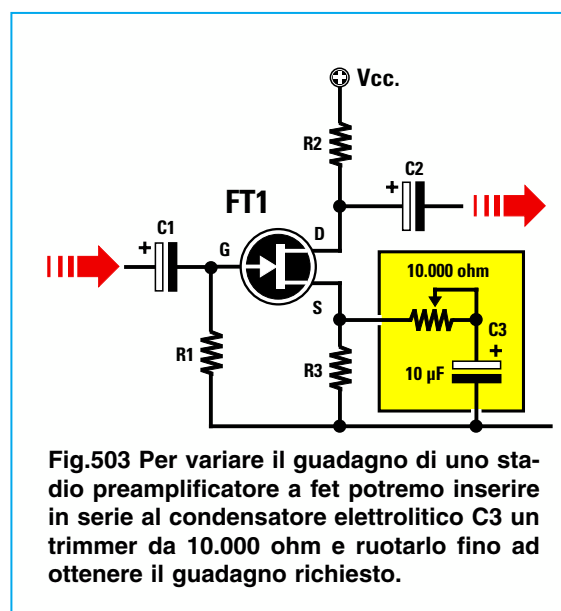 Vcc.
R2
C2
+
FT1
C1
+
D
G
10.000 ohm
S
C3
+
R1
R3
10 µF
Fig.503 Per variare il guadagno di uno sta-
dio preamplificatore a fet potremo inserire
in serie al condensatore elettrolitico C3 un
trimmer da 10.000 ohm e ruotarlo fino ad
ottenere il guadagno richiesto.